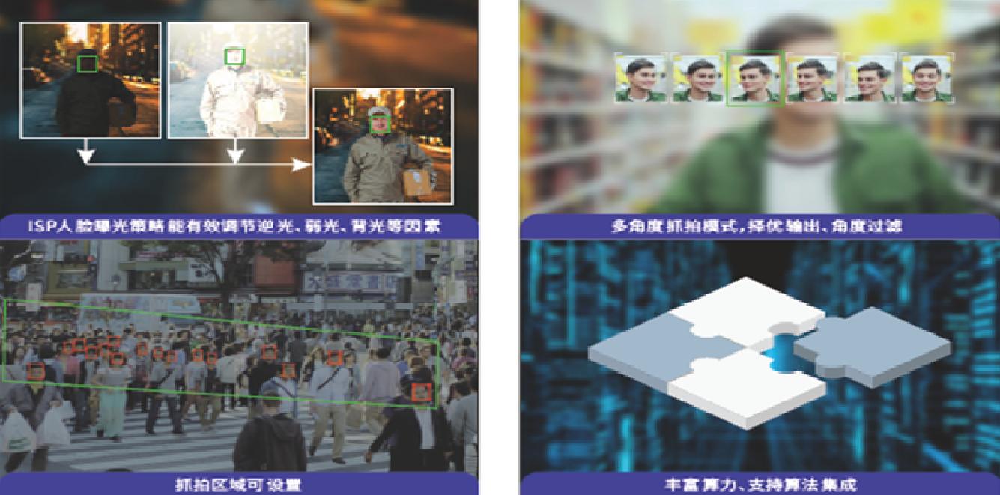 ISP人脸曝光策略能有效调节逆光、弱光、背光等因素
多角度抓拍模式,择优输出、角度过滤
抓拍区域可设置
丰富算力、支持算法集成